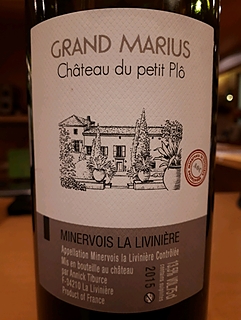 GRAND MARIUS
Château du petit Plô
MINERVOIS LA LIVINIÈRE
Appellation Minervois la Livinière Contrôlée
Mis en bouteille au château
par Annick Tiburce
F-34210 La Livinière
Product of France
2015